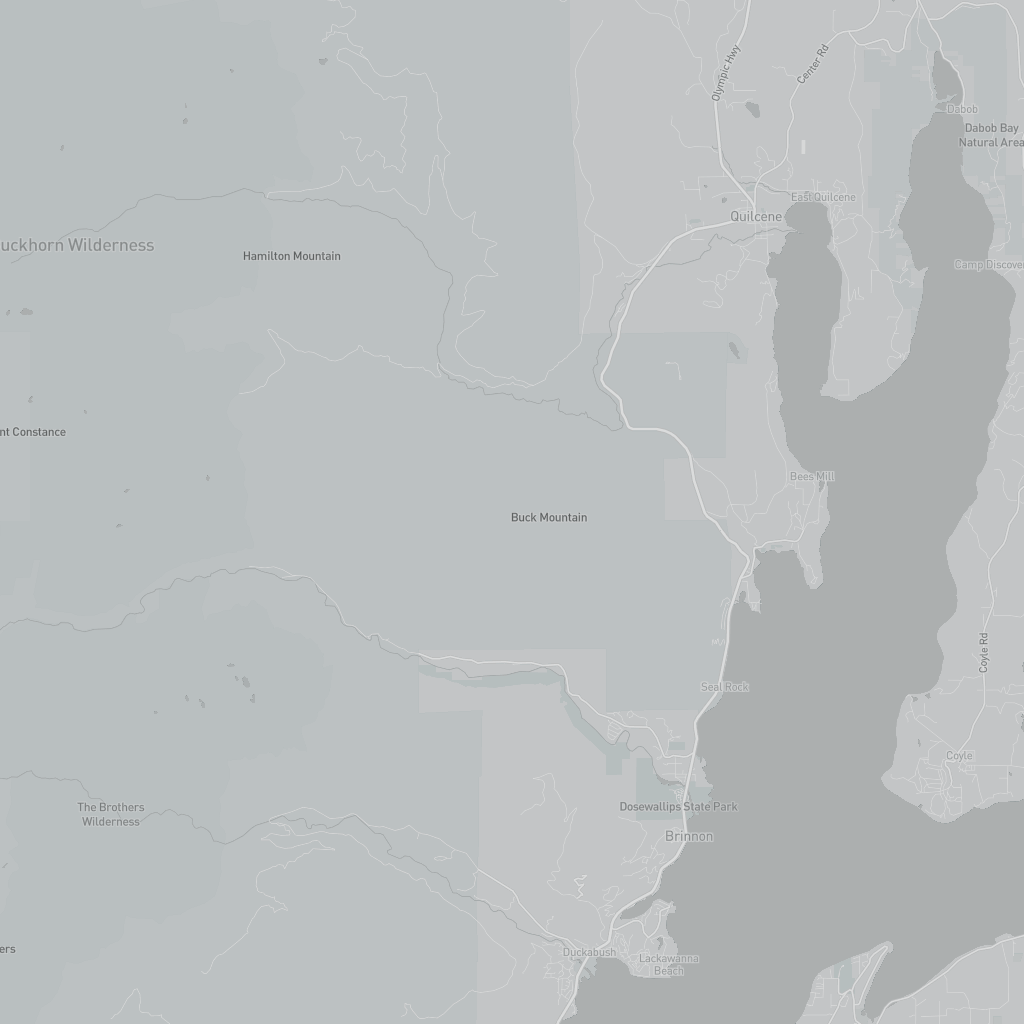 Olympic Hwy
Center Rd
Dabob
Dabob Bay
Natural Area
East Quilcene
Quilcene
uckhorn Wilderness
Hamilton Mountain
Camp Discover
nt Constance
Bees Mill
Buck Mountain
Coyle Rd
Seal Rock
Coyle
The Brothers
Wilderness
Dosewallips State Park
Brinnon
ers
Duckabush
Lackawanna
Beach